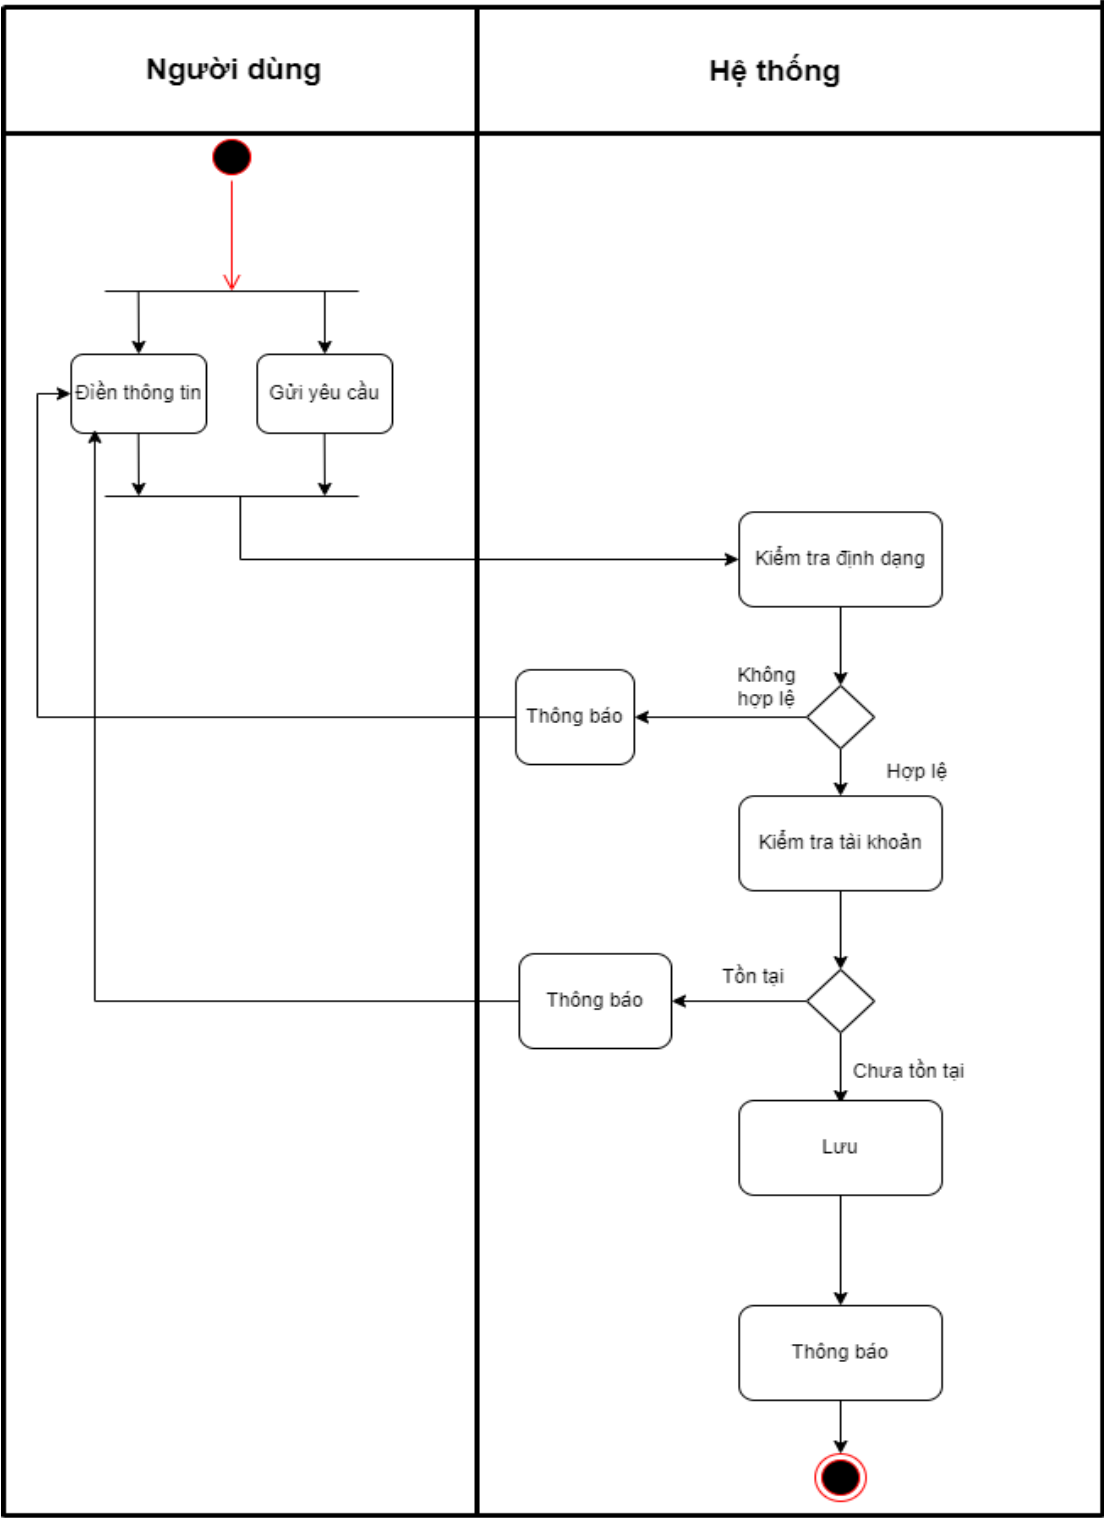 Người dùng
Hệ thống
Điền thông tin
Gửi yêu cầu
Kiểm tra định dạng
Không
hợp lệ
Thông báo
Hợp lệ
Kiểm tra tài khoản
Tồn tại
Thông báo
Chưa tồn tại
Lưu
Thông báo